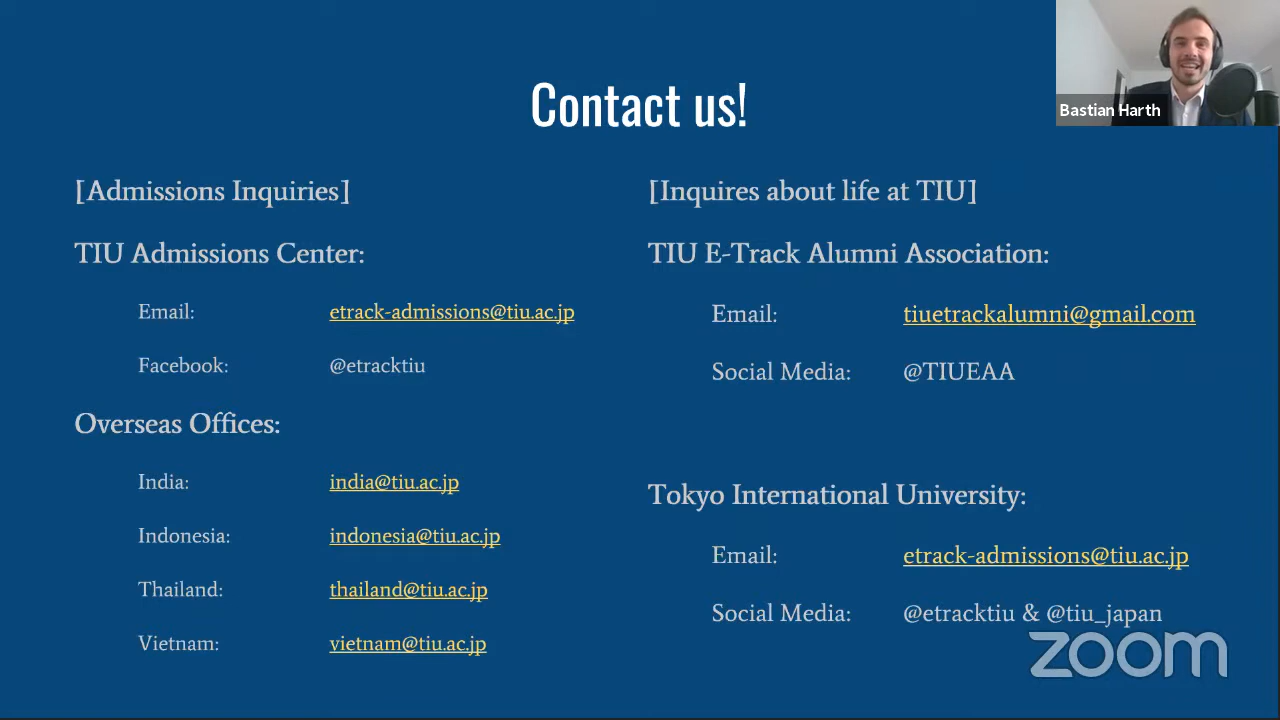 Contact us!
Bastian Harth
[Admissions Inquiries]
TIU Admissions Center:
Email: etrack-admissions@tiu.ac.jp
Facebook: @etracktiu
Overseas Offices:
India: india@tiu.ac.jp
Indonesia: indonesia@tiu.ac.jp
Thailand: thailand@tiu.ac.jp
Vietnam: vietnam@tiu.ac.jp
[Inquires about life at TIU]
TIU E-Track Alumni Association:
Email: tiuetrackalumni@gmail.com
Social Media: @TIUEAA
Tokyo International University:
Email: etrack-admissions@tiu.ac.jp
Social Media: @etracktiu & @tiu_japan
zoom